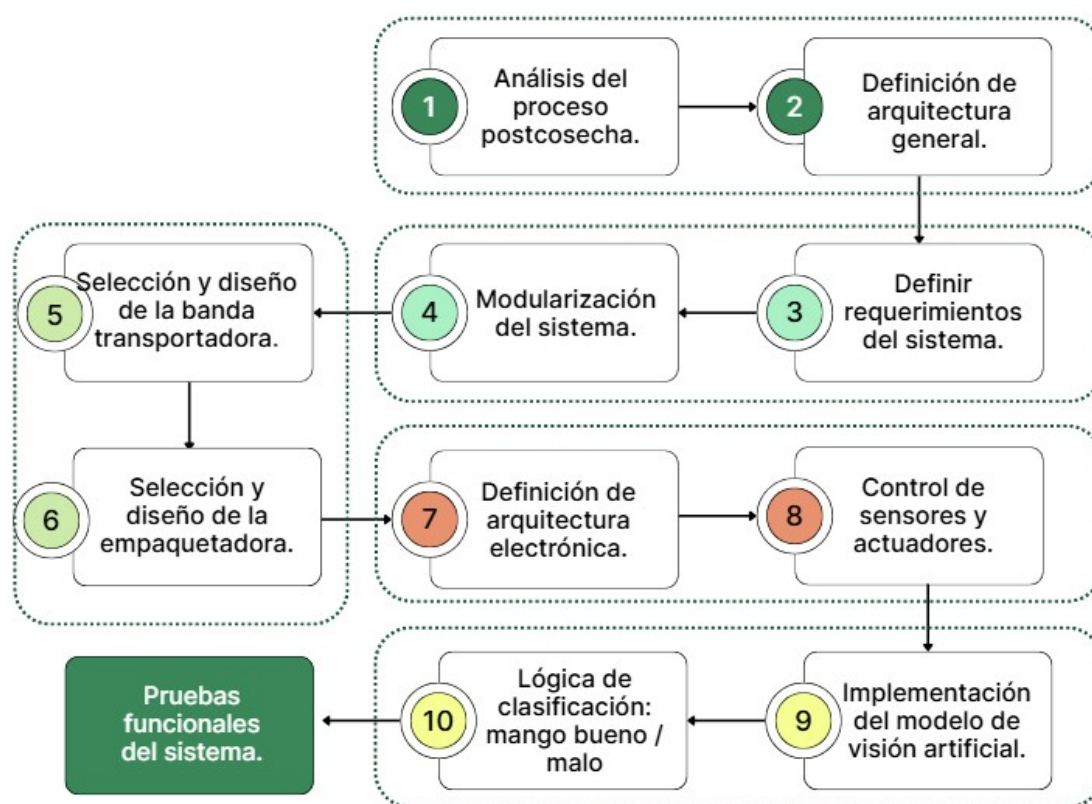 1
Análisis del
proceso
postcosecha.
2
Definición de
arquitectura
general.
3
Definir
requerimientos
del sistema.
4
Modularización
del sistema.
5
Selección y diseño
de la banda
transportadora.
6
Selección y
diseño de la
empaquetadora.
7
Definición de
arquitectura
electrónica.
8
Control de
sensores y
actuadores.
9
Implementación
del modelo de
visión artificial.
10
Lógica de
clasificación:
mango bueno /
malo
Pruebas
funcionales
del sistema.